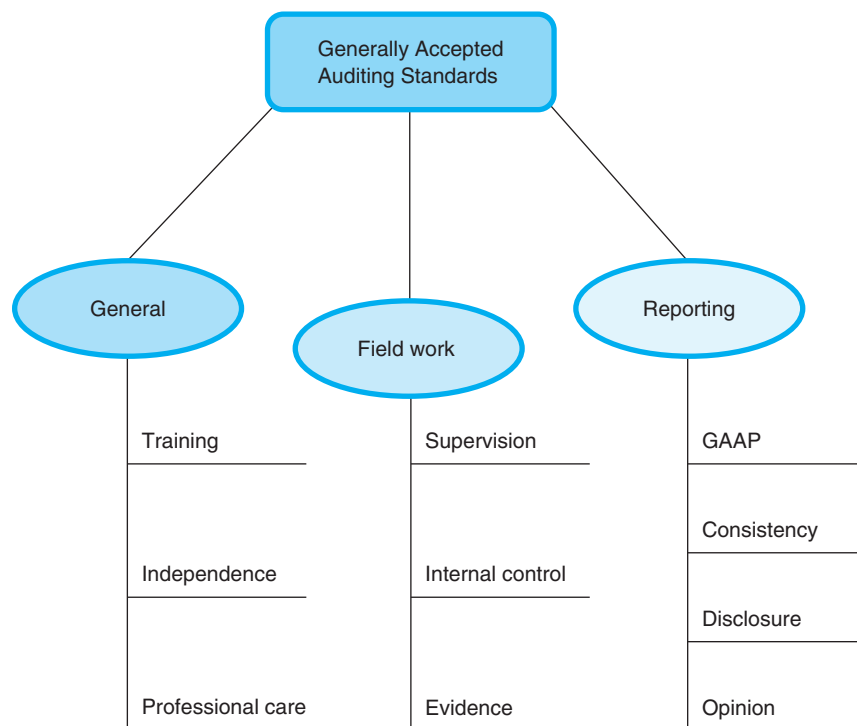 Generally Accepted
Auditing Standards
General
Field work
Reporting
Training
Supervision
GAAP
Consistency
Independence
Internal control
Disclosure
Professional care
Evidence
Opinion